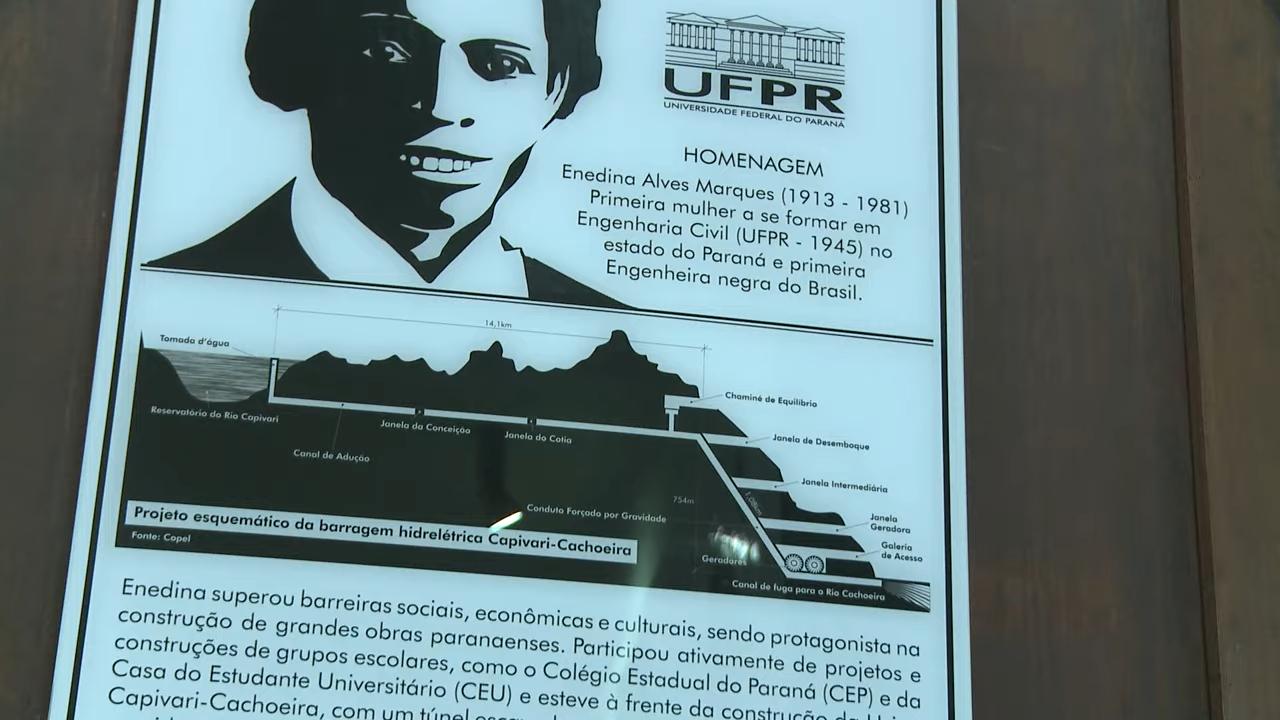 UFPR
UNIVERSIDADE FEDERAL DO PARANÁ
HOMENAGEM
Enedina Alves Marques (1913 - 1981)
Primeira mulher a se formar em
Engenharia Civil (UFPR - 1945) no
estado do Paraná e primeira
Engenheira negra do Brasil.
14,1km
Tomada d'água
Reservatório do Rio Capivari
Canal de Adução
Janela da Conceição
Janela do Cotia
Chaminé de Equilíbrio
Janela de Desemboque
Janela Intermediária
Janela
Geradora
Galeria
de Acesso
754m
Conduto Forçado por Gravidade
Geradores
Canal de fuga para o Rio Cachoeira
Projeto esquemático da barragem hidrelétrica Capivari-Cachoeira
Fonte: Copel
Enedina superou barreiras sociais, econômicas e culturais, sendo protagonista na
construção de grandes obras paranaenses. Participou ativamente de projetos e
construções de grupos escolares, como o Colégio Estadual do Paraná (CEP) e da
Casa do Estudante Universitário (CEU) e esteve à frente da construção da
Capivari-Cachoeira, com um túnel